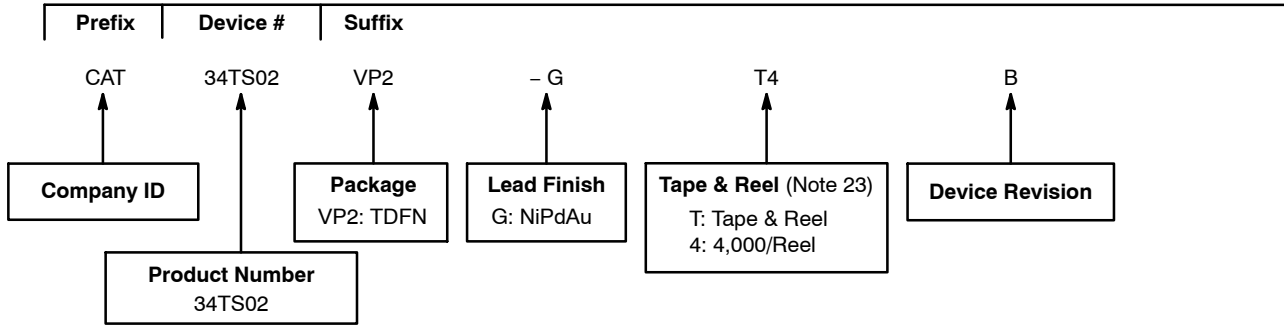 Prefix Device # Suffix
CAT 34TS02 VP2 – G T4 B
Company ID
Package
VP2: TDFN
Lead Finish
G: NiPdAu
Tape & Reel (Note 23)
T: Tape & Reel
4: 4,000/Reel
Device Revision
Product Number
34TS02